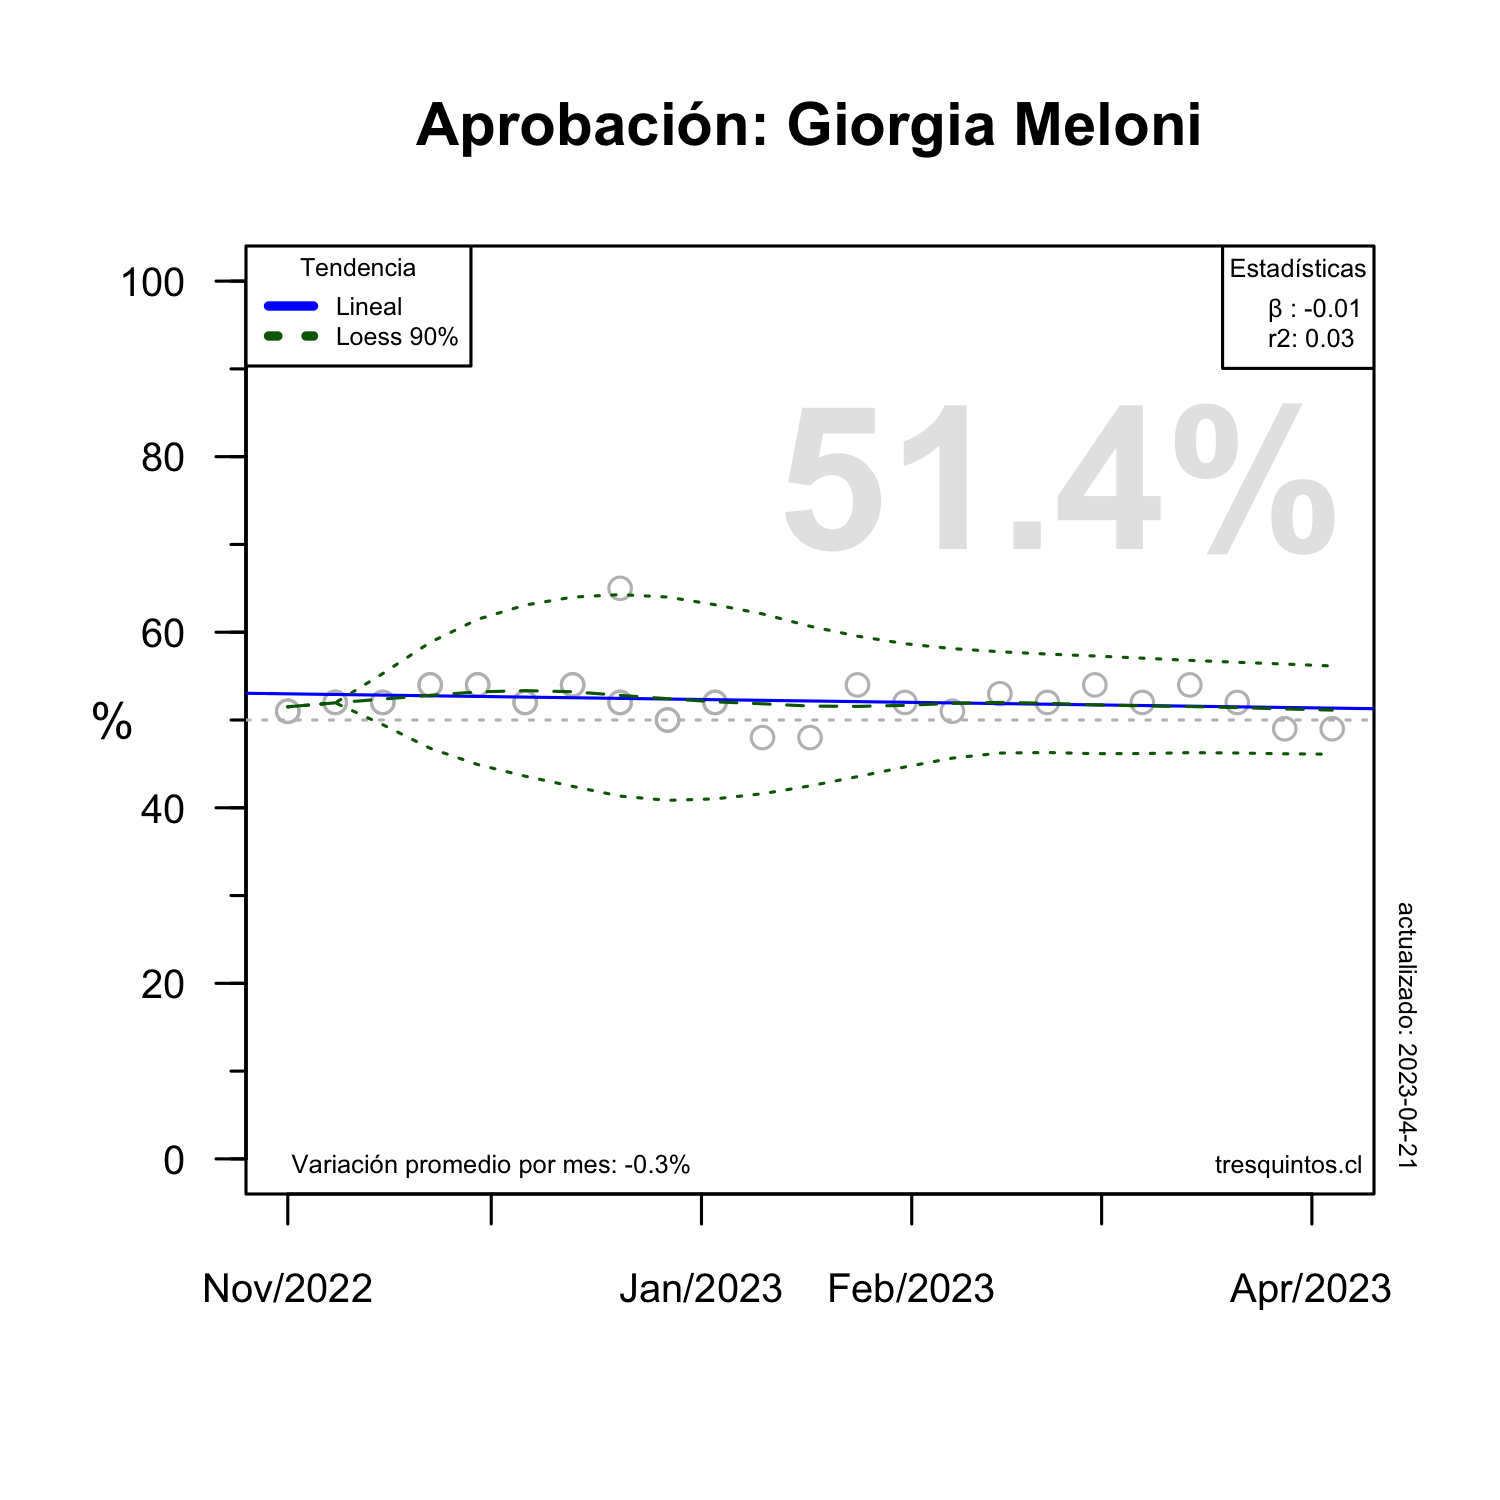 Aprobación: Giorgia Meloni
Tendencia
Lineal
Loess 90%
Estadísticas
β : -0.01
r2: 0.03
51.4%
100
80
60
40
20
0
%
Variación promedio por mes: -0.3%
tresquintos.cl
actualizado: 2023-04-21
Nov/2022
Jan/2023
Feb/2023
Apr/2023